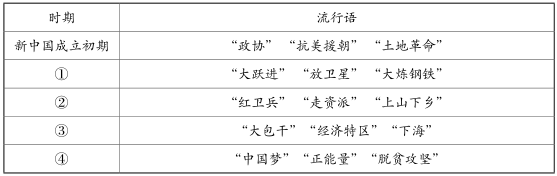 时期 流行语
新中国成立初期 “政协” “抗美援朝” “土地革命”
① “大跃进” “放卫星” “大炼钢铁”
② “红卫兵” “走资派” “上山下乡”
③ “大包干” “经济特区” “下海”
④ “中国梦” “正能量” “脱贫攻坚”